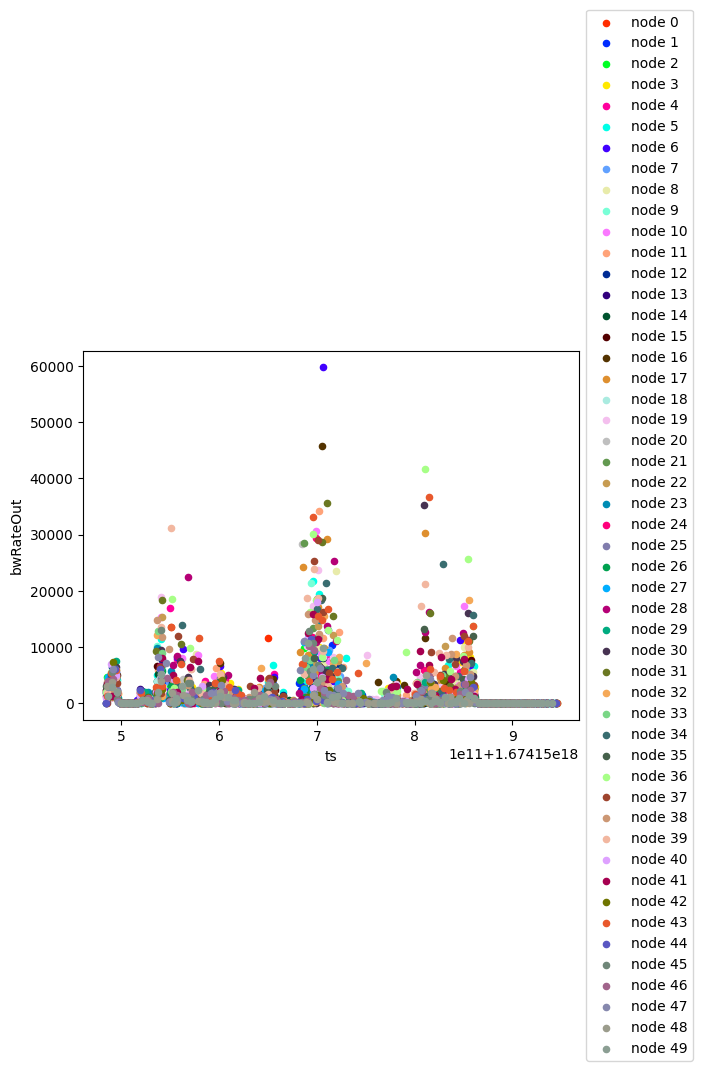 node 0
node 1
node 2
node 3
node 4
node 5
node 6
node 7
node 8
node 9
node 10
node 11
node 12
node 13
node 14
node 15
node 16
node 17
node 18
node 19
node 20
node 21
node 22
node 23
node 24
node 25
node 26
node 27
node 28
node 29
node 30
node 31
node 32
node 33
node 34
node 35
node 36
node 37
node 38
node 39
node 40
node 41
node 42
node 43
node 44
node 45
node 46
node 47
node 48
node 49
bwRateOut
60000
50000
40000
30000
20000
10000
0
5 6 7 8 9
ts
1e11+1.67415e18